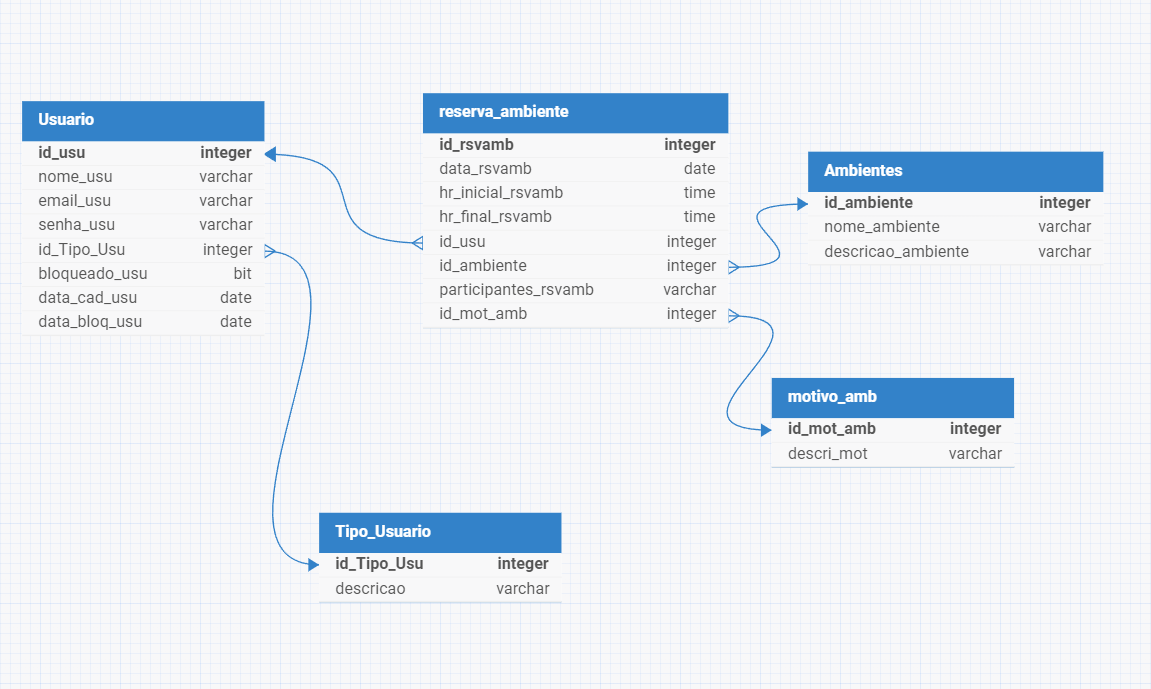 Usuario
id_usu integer
nome_usu varchar
email_usu varchar
senha_usu varchar
id_Tipo_Usu integer
bloqueado_usu bit
data_cad_usu date
data_bloq_usu date
reserva_ambiente
id_rsvamb integer
data_rsvamb date
hr_inicial_rsvamb time
hr_final_rsvamb time
id_usu integer
id_ambiente integer
participantes_rsvamb varchar
id_mot_amb integer
Ambientes
id_ambiente integer
nome_ambiente varchar
descricao_ambiente varchar
motivo_amb
id_mot_amb integer
descri_mot varchar
Tipo_Usuario
id_Tipo_Usu integer
descricao varchar